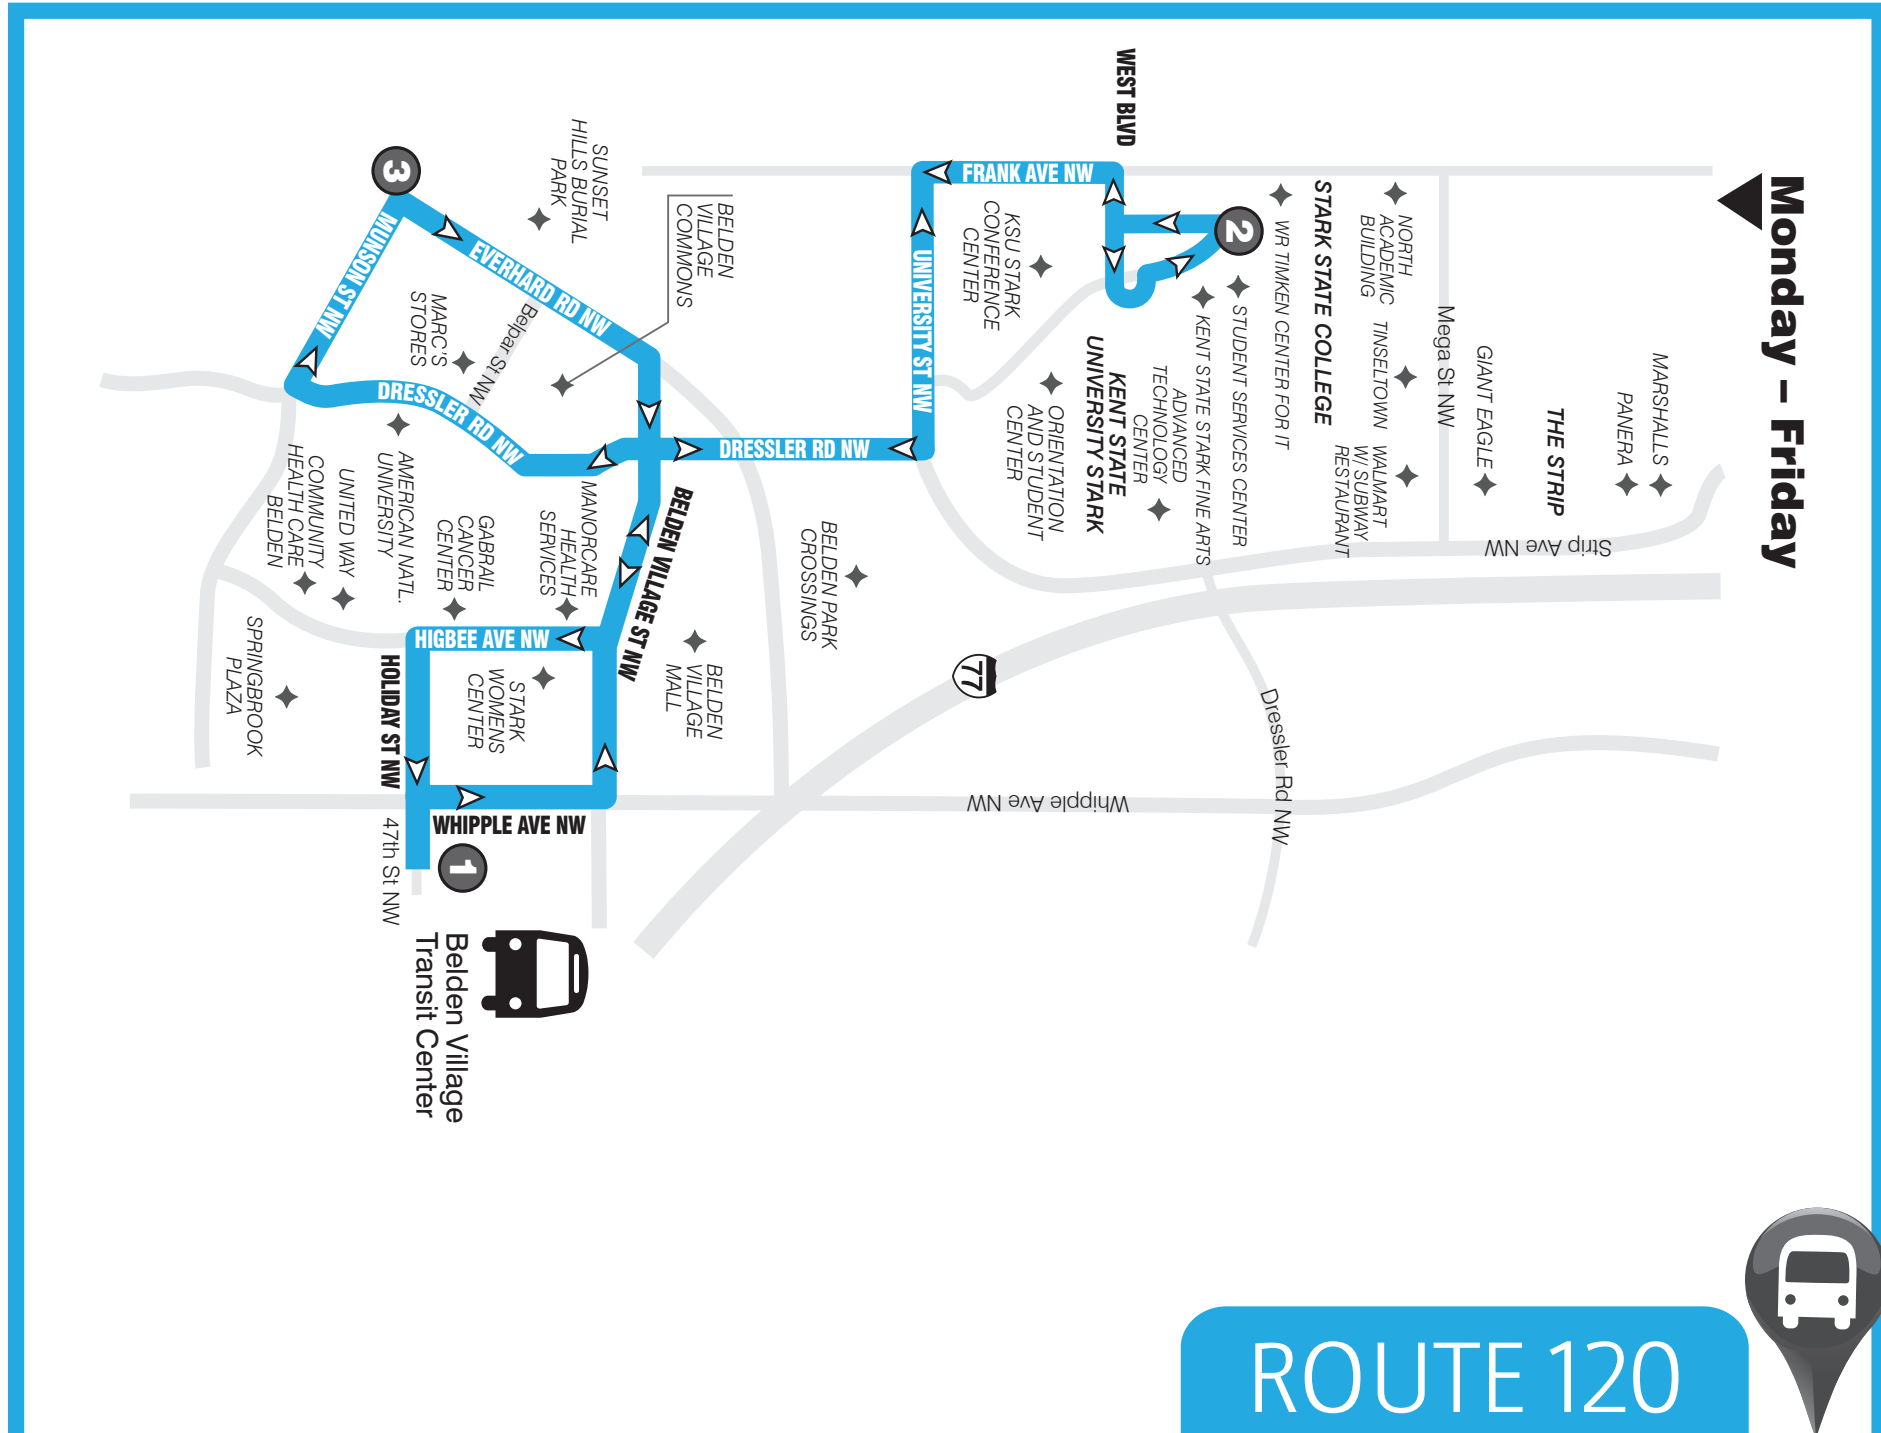 Monday – Friday
MARSHALLS
PANERA
THE STRIP
GIANT EAGLE
Strip Ave NW
Mega St NW
NORTH
ACADEMIC
BUILDING
TINSELTOWN
WALMART
W/ SUBWAY
RESTAURANT
STARK STATE COLLEGE
WR TIMKEN CENTER FOR IT
STUDENT SERVICES CENTER
KENT STATE STARK FINE ARTS
ADVANCED
TECHNOLOGY
CENTER
2
WEST BLVD
KENT STATE
UNIVERSITY STARK
ORIENTATION
AND STUDENT
CENTER
KSU STARK
CONFERENCE
CENTER
FRANK AVE NW
UNIVERSITY ST NW
DRESSLER RD NW
Dressler Rd NW
Whipple Ave NW
77
BELDEN PARK
CROSSINGS
BELDEN
VILLAGE
COMMONS
BELDEN
VILLAGE
MALL
BELDEN VILLAGE ST NW
SUNSET
HILLS BURIAL
PARK
EVERHARD RD NW
Belpar St NW
3
MUNSON ST NW
MARC'S
STORES
DRESSLER RD NW
MANORCARE
HEALTH
SERVICES
GABRAIL
CANCER
CENTER
AMERICAN NATL.
UNIVERSITY
UNITED WAY
COMMUNITY
HEALTH CARE
BELDEN
SPRINGBROOK
PLAZA
HIGBEE AVE NW
STARK
WOMENS
CENTER
HOLIDAY ST NW
WHIPPLE AVE NW
47th St NW
1
Belden Village
Transit Center
ROUTE 120